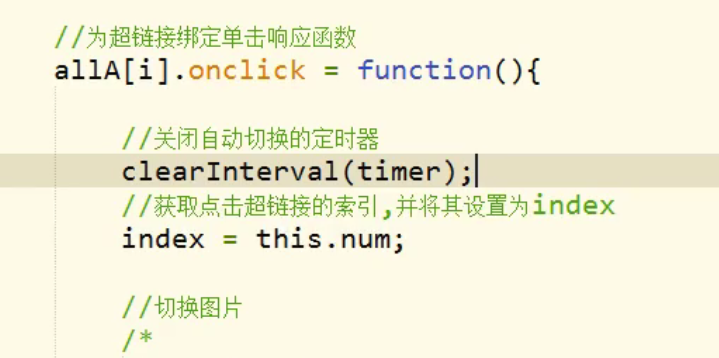 //为超链接绑定单击响应函数
allA[i].onclick = function(){
//关闭自动切换的定时器
clearInterval(timer);
//获取点击超链接的索引,并将其设置为index
index = this.num;
//切换图片
/*